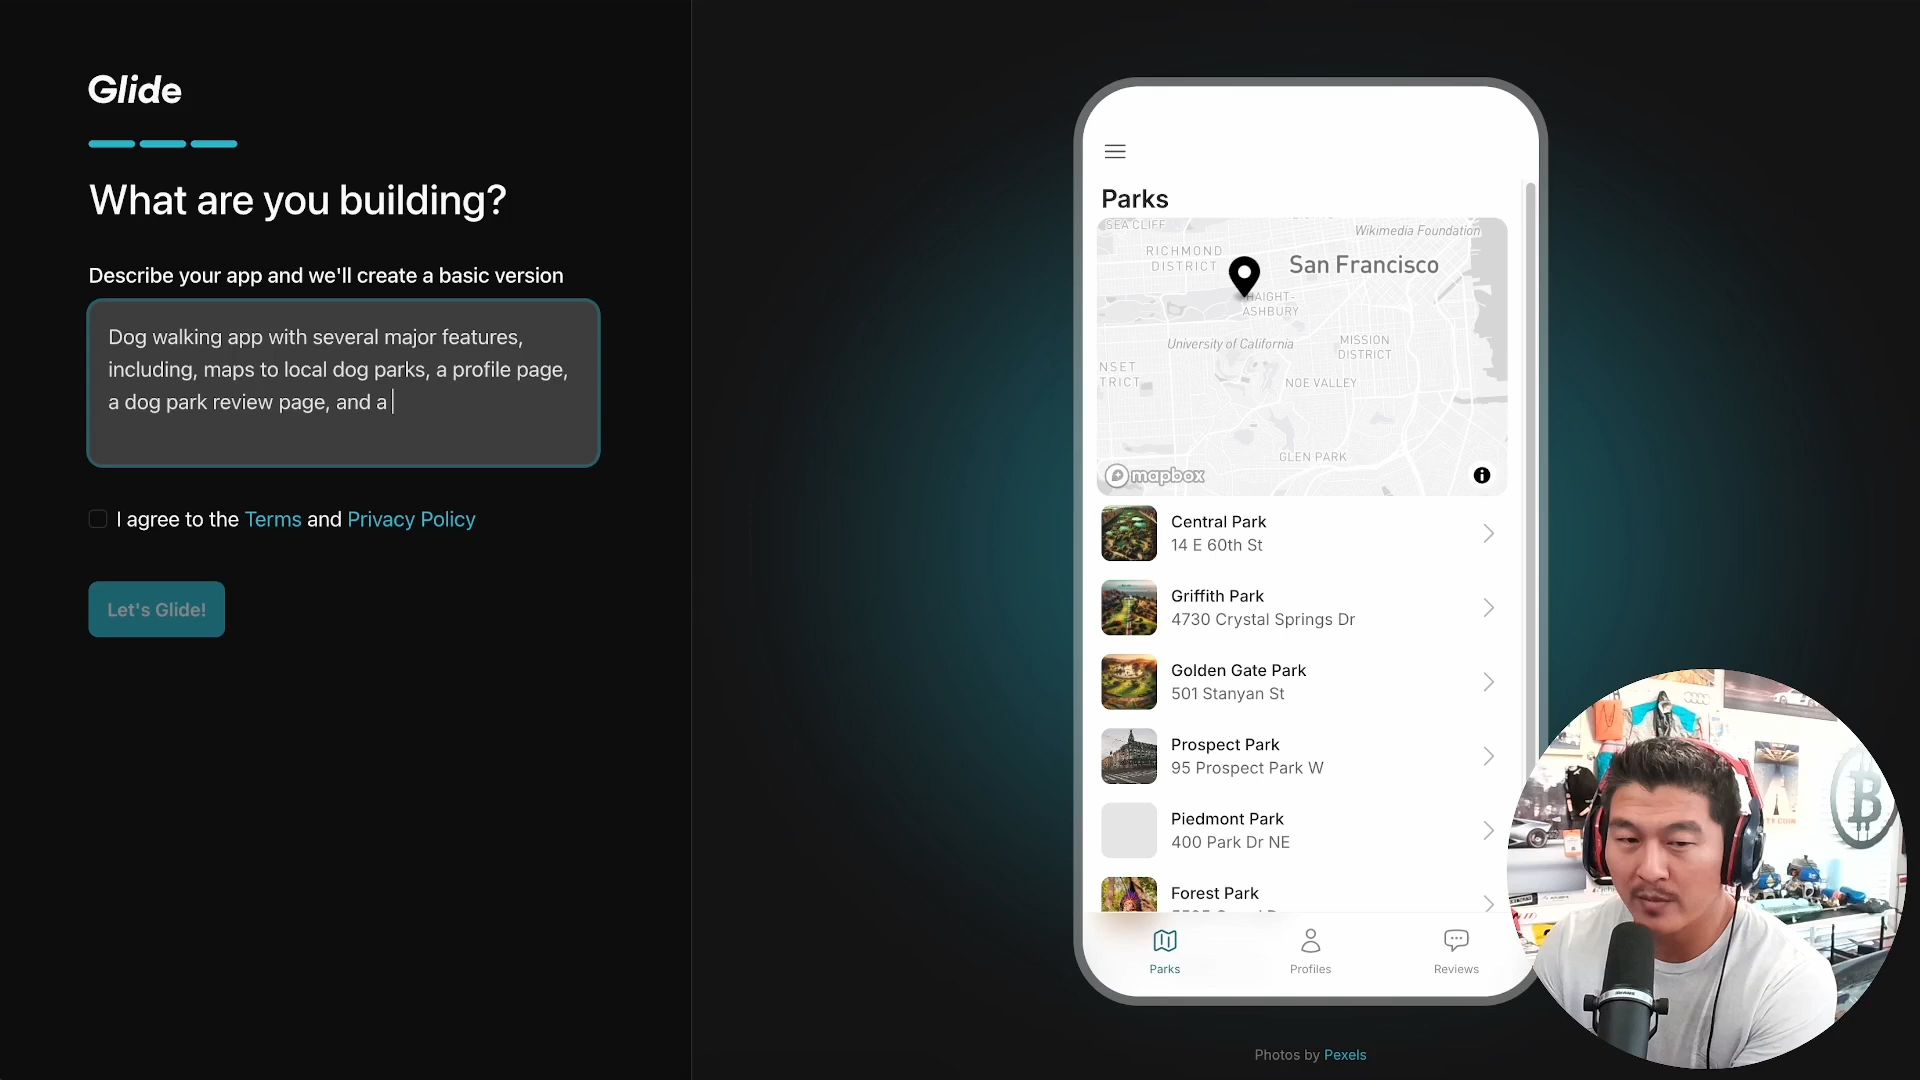 Glide
What are you building?
Describe your app and we'll create a basic version
Dog walking app with several major features,
including, maps to local dog parks, a profile page,
a dog park review page, and a
I agree to the Terms and Privacy Policy
Let's Glide!
Parks
SEA CLIFF
Wikimedia Foundation
RICHMOND
DISTRICT
San Francisco
HAIGHT-
ASHBURY
University of California
MISSION
DISTRICT
NSET
TRICT
NOE VALLEY
GLEN PARK
mapbox
Central Park
14 E 60th St
Griffith Park
4730 Crystal Springs Dr
Golden Gate Park
501 Stanyan St
Prospect Park
95 Prospect Park W
Piedmont Park
400 Park Dr NE
Forest Park
Parks
Profiles
Reviews
Photos by Pexels